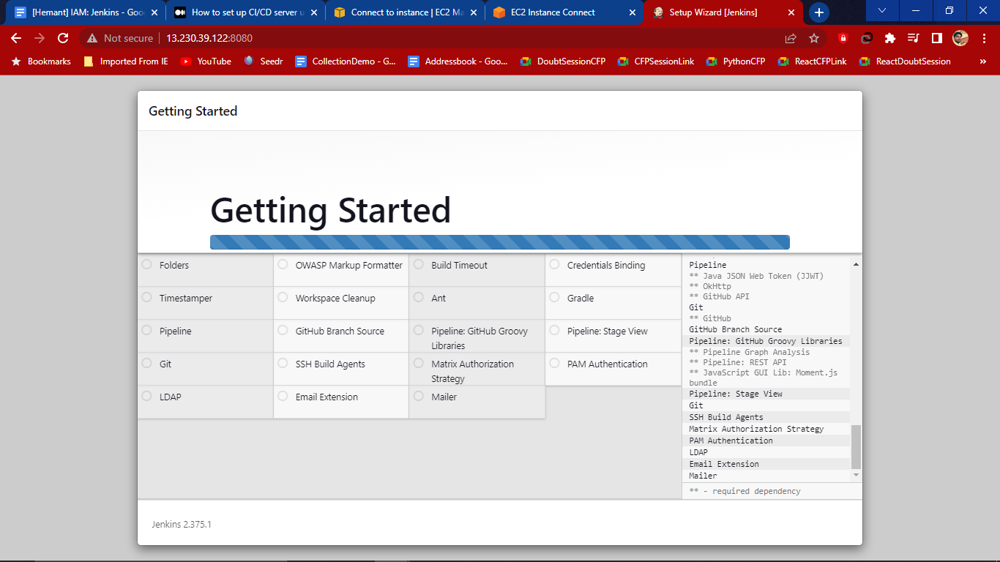 [Hemant] IAM: Jenkins - Goo
How to set up CI/CD server u
Connect to instance | EC2 Ma
EC2 Instance Connect
Setup Wizard [Jenkins]
Not secure
13.230.39.122:8080
Bookmarks
Imported From IE
YouTube
Seedr
CollectionDemo - G...
Addressbook - Goo...
DoubtSessionCFP
CFPSessionLink
PythonCFP
ReactCFPLink
ReactDoubtSession
»
Getting Started
Getting Started
Folders
OWASP Markup Formatter
Build Timeout
Credentials Binding
Timestamper
Workspace Cleanup
Ant
Gradle
Pipeline
GitHub Branch Source
Pipeline: GitHub Groovy
Libraries
Pipeline: Stage View
Git
SSH Build Agents
Matrix Authorization
Strategy
PAM Authentication
LDAP
Email Extension
Mailer
Pipeline
** Java JSON Web Token (JJWT)
** OkHttp
** GitHub API
Git
** GitHub
GitHub Branch Source
Pipeline: GitHub Groovy Libraries
** Pipeline Graph Analysis
** Pipeline: REST API
** JavaScript GUI Lib: Moment.js
bundle
Pipeline: Stage View
Git
SSH Build Agents
Matrix Authorization Strategy
PAM Authentication
LDAP
Email Extension
Mailer
** - required dependency
Jenkins 2.375.1